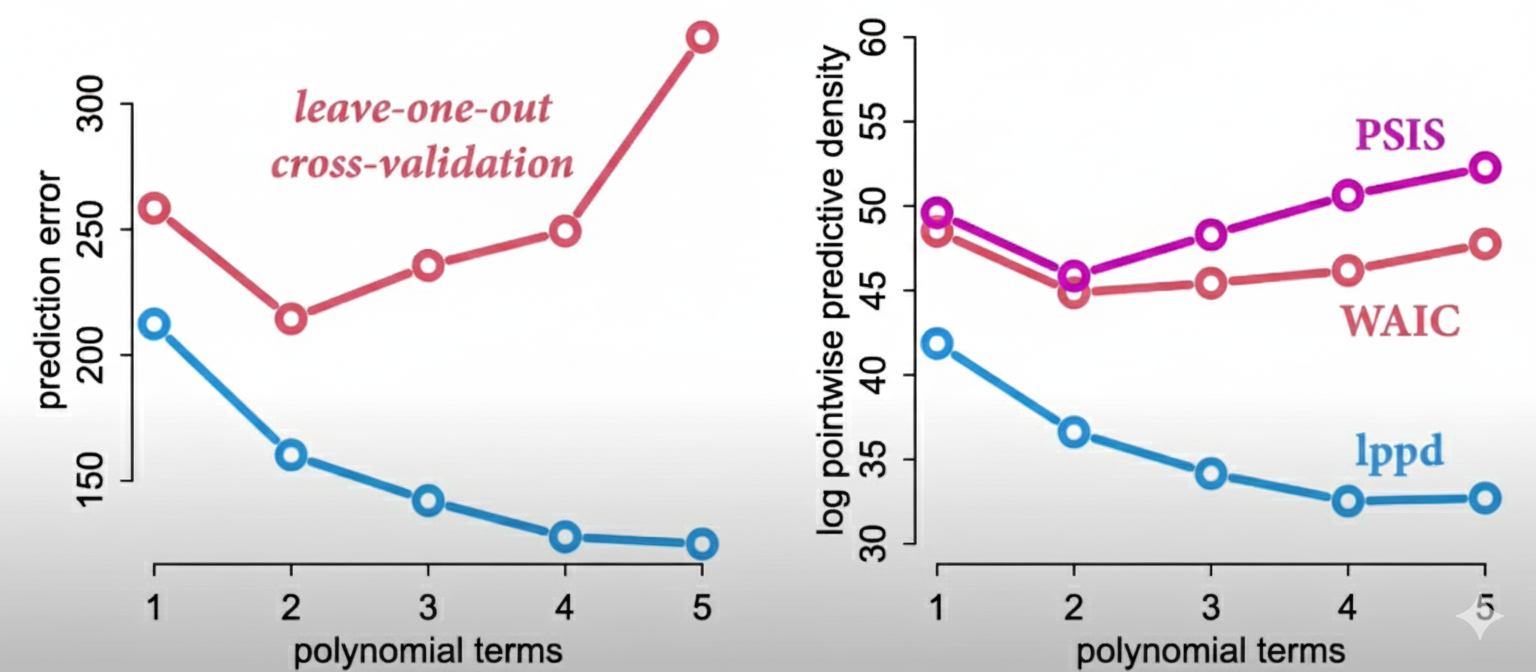 prediction error
300
250
200
150
leave-one-out
cross-validation
1 2 3 4 5
polynomial terms
log pointwise predictive density
60
55
50
45
40
35
30
PSIS
WAIC
lppd
1 2 3 4 5
polynomial terms